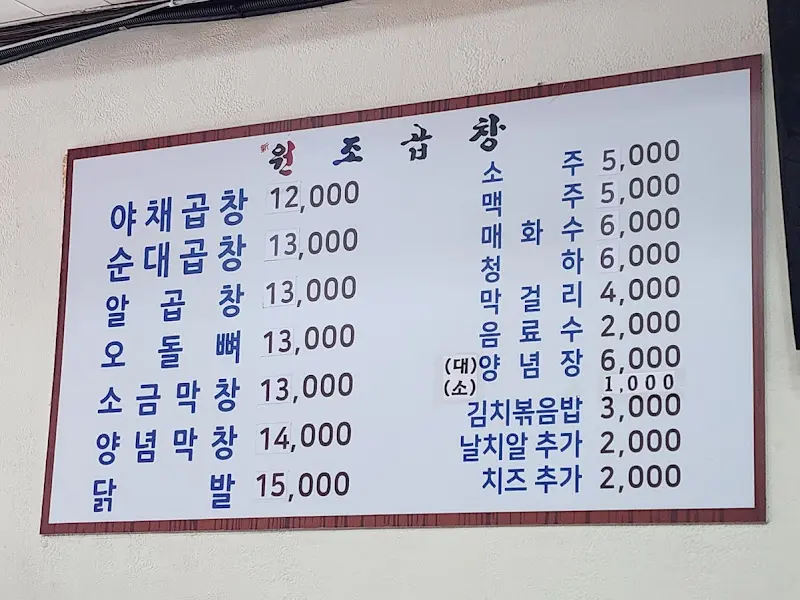 원조곱창
야채곱창 12,000
순대곱창 13,000
알곱창 13,000
오돌뼈 13,000
소금막창 13,000
양념막창 14,000
닭발 15,000
소주 5,000
맥주 5,000
매화수 6,000
청하 6,000
막걸리 4,000
음료수 2,000
(대) 양념장 6,000
(소) 1,000
김치볶음밥 3,000
날치알 추가 2,000
치즈 추가 2,000